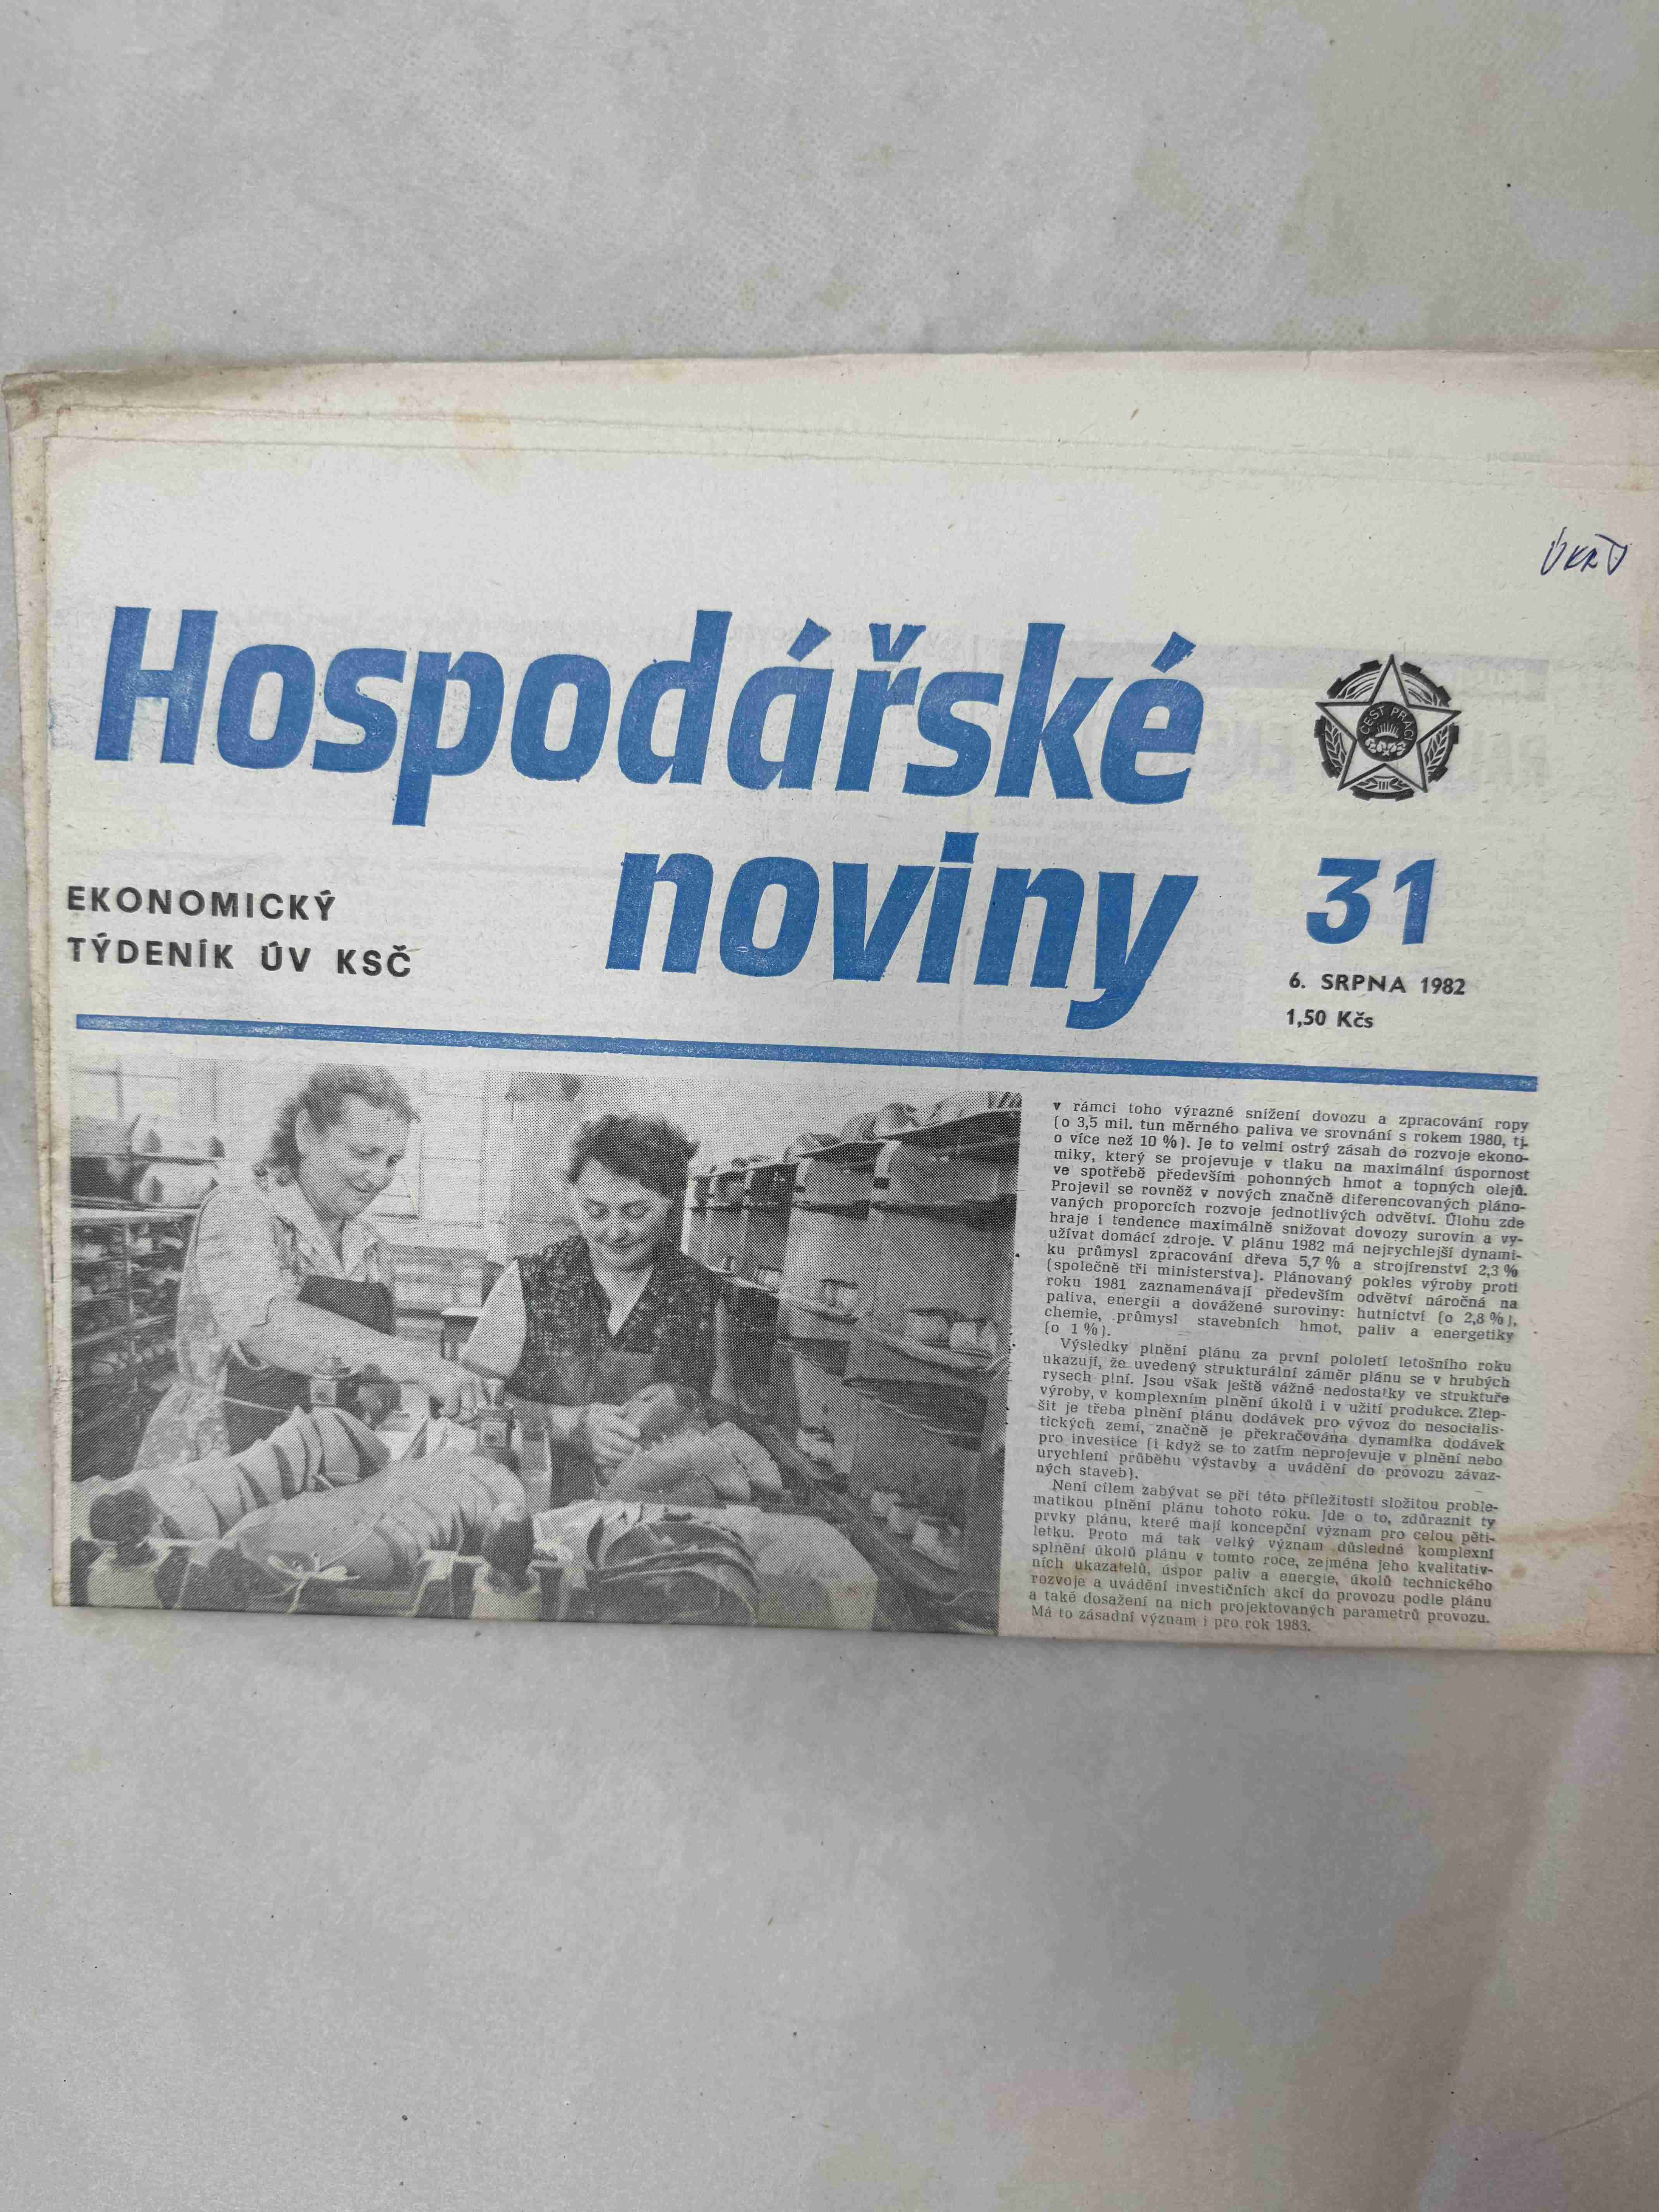 Hospodářské
noviny
EKONOMICKÝ
TÝDENÍK ÚV KSČ
ČEST PRÁCI
31
6. SRPNA 1982
1,50 Kčs
v rámci toho výrazné snížení dovozu a zpracování ropy
(o 3,5 mil. tun měrného paliva ve srovnání s rokem 1980, tj.
o více než 10 %). Je to velmi ostrý zásah do rozvoje ekono-
miky, který se projevuje v tlaku na maximální úspornost
ve spotřebě především pohonných hmot a topných olejů.
Projevil se rovněž v nových značně diferencovaných pláno-
vaných proporcích rozvoje jednotlivých odvětví. Úlohu zde
hraje i tendence maximálně snižovat dovozy surovin a vy-
užívat domácí zdroje. V plánu 1982 má nejrychlejší dynami-
ku průmysl zpracování dřeva 5,7 % a strojírenství 2,3 %
(společně tři ministerstva). Plánovaný pokles výroby proti
roku 1981 zaznamenávají především odvětví náročná na
paliva, energii a dovážené suroviny: hutnictví (o 2,8 %),
chemie, průmysl stavebních hmot, paliv a energetiky
(o 1 %).
Výsledky plnění plánu za první pololetí letošního roku
ukazují, že uvedený strukturální záměr plánu se v hrubých
rysech plní. Jsou však ještě vážné nedostatky ve struktuře
výroby, v komplexním plnění úkolů i v užití produkce. Zlep-
šit je třeba plnění plánu dodávek pro vývoz do nesocialis-
tických zemí, značně je překračována dynamika dodávek
pro investice (i když se to zatím neprojevuje v plnění nebo
urychlení průběhu výstavby a uvádění do provozu závaz-
ných staveb).
Není cílem zabývat se při této příležitosti složitou proble-
matikou plnění plánu tohoto roku. Jde o to, zdůraznit ty
prvky plánu, které mají koncepční význam pro celou pěti-
letku. Proto má tak velký význam důsledné komplexní
splnění úkolů plánu v tomto roce, zejména jeho kvalitativ-
ních ukazatelů, úspor paliv a energie, úkolů technického
rozvoje a uvádění investičních akcí do provozu podle plánu
a také dosažení na nich projektovaných parametrů provozu.
Má to zásadní význam i pro rok 1983.